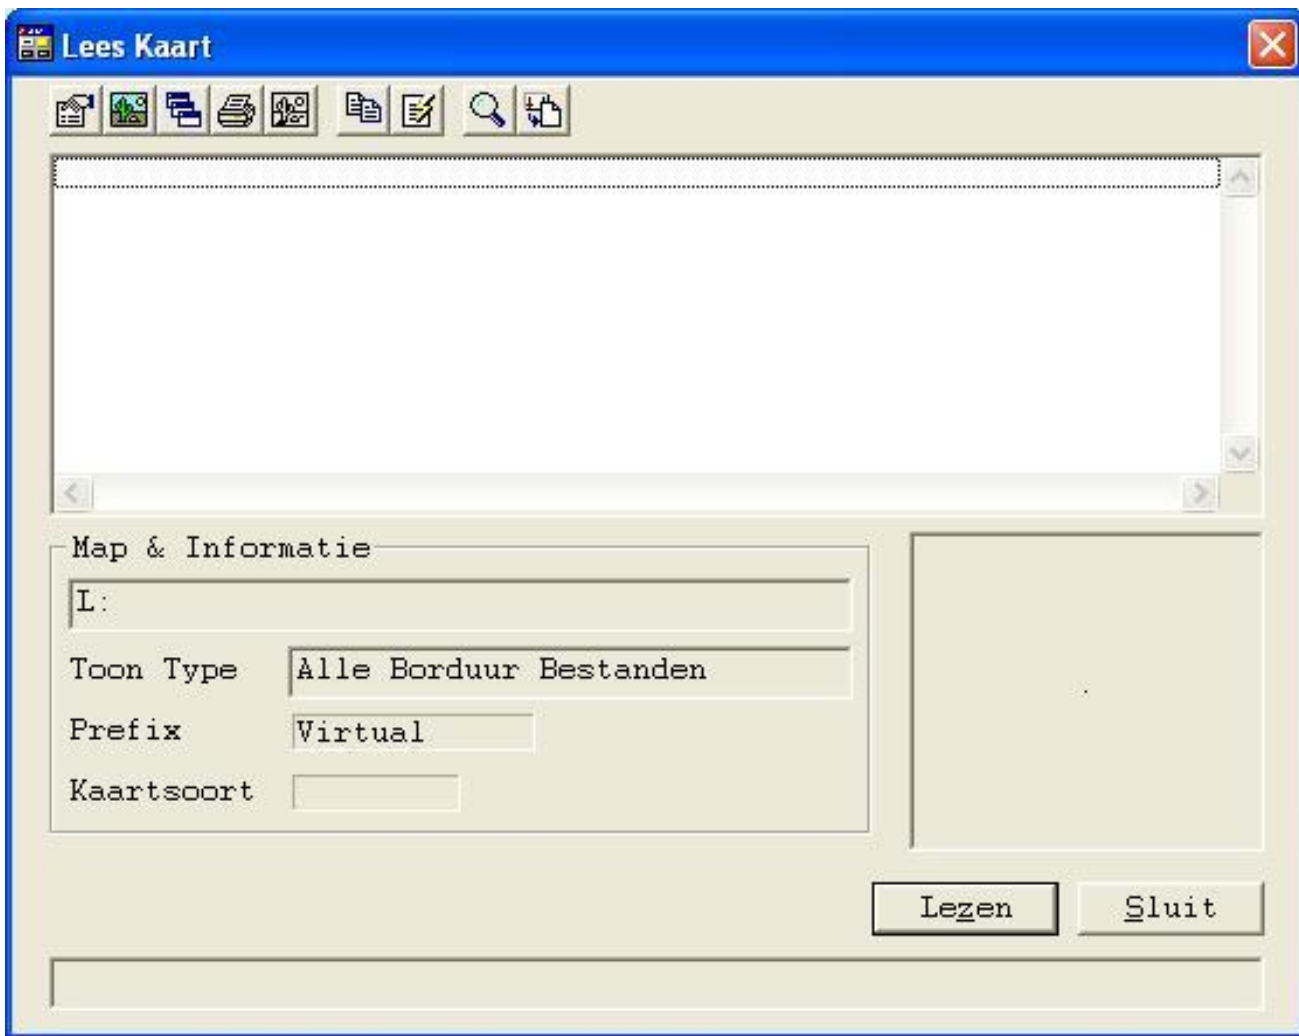 Lees Kaart
Map & Informatie
L:
Toon Type Alle Borduur Bestanden
Prefix Virtual
Kaartsoort
Lezen Sluit